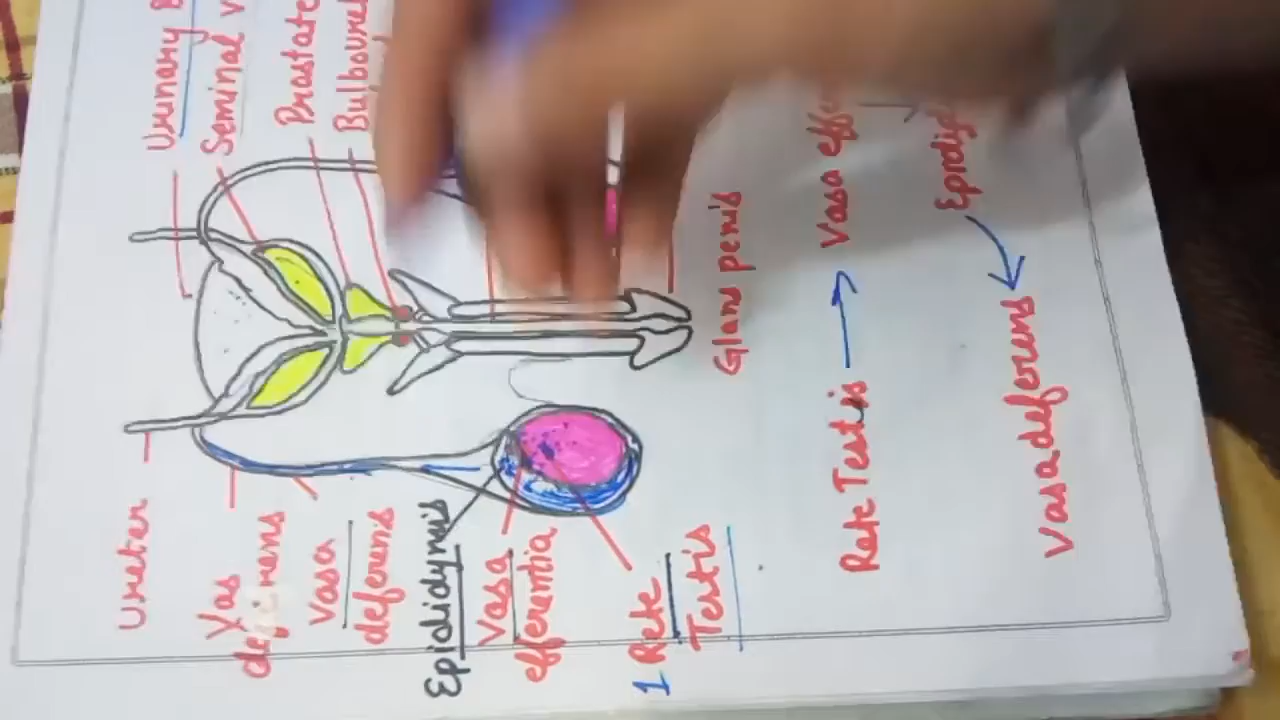 Urinary B
Seminal V
Prostate
Bulbouret
Ureter
Vas
deferens
Vasa
deferens
Epididymis
Vasa
efferentia
1 Rete
Testis
Glans penis
Rete Testis → Vasa effe
Epididy
Vasa deferens